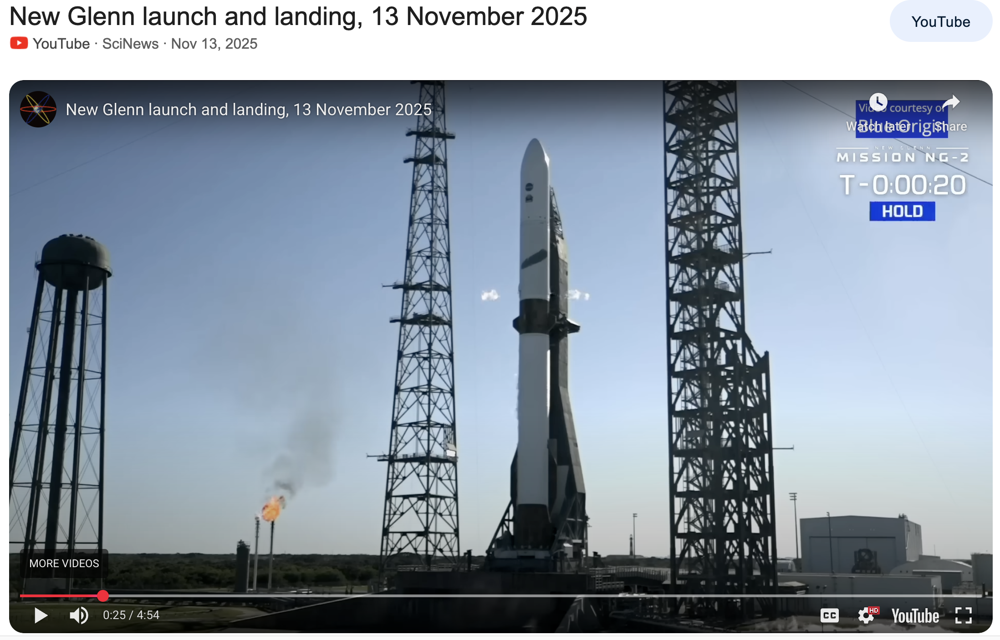 New Glenn launch and landing, 13 November 2025
YouTube
YouTube · SciNews · Nov 13, 2025
New Glenn launch and landing, 13 November 2025
Video courtesy of
Blue Origin
Watch later
Share
NEW GLENN
MISSION NG-2
T-0:00:20
HOLD
MORE VIDEOS
0:25 / 4:54
CC
HD
YouTube